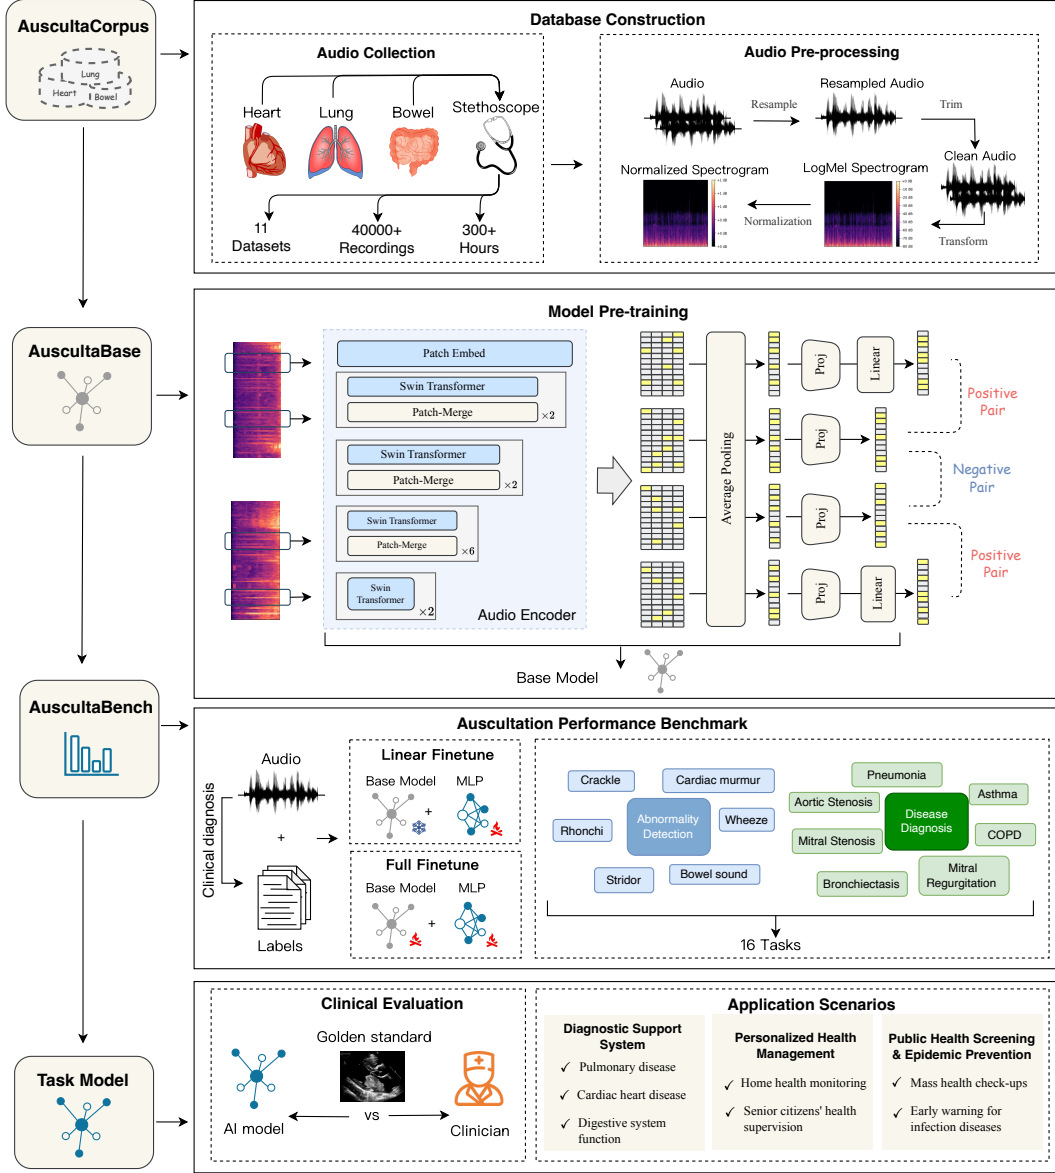 AuscultaCorpus
Lung
Heart
Bowel
Database Construction
Audio Collection
Heart
Lung
Bowel
Stethoscope
11
Datasets
40000+
Recordings
300+
Hours
Audio Pre-processing
Audio
Resample
Resampled Audio
Trim
Clean Audio
Normalized Spectrogram
LogMel Spectrogram
Normalization
Transform
AuscultaBase
Model Pre-training
Patch Embed
Swin Transformer
Patch-Merge
×2
Swin Transformer
Patch-Merge
×2
Swin Transformer
Patch-Merge
×6
Swin
Transformer
×2
Audio Encoder
Average Pooling
Proj
Linear
Proj
Proj
Proj
Linear
Positive
Pair
Negative
Pair
Positive
Pair
Base Model
AuscultaBench
Auscultation Performance Benchmark
Clinical diagnosis
Audio
+
Labels
Linear Finetune
Base Model
MLP
+
Full Finetune
Base Model
MLP
+
Crackle
Cardiac murmur
Rhonchi
Abnormality
Detection
Wheeze
Stridor
Bowel sound
Pneumonia
Aortic Stenosis
Asthma
Disease
Diagnosis
Mitral Stenosis
COPD
Bronchiectasis
Mitral
Regurgitation
16 Tasks
Task Model
Clinical Evaluation
Golden standard
vs
AI model
Clinician
Application Scenarios
Diagnostic Support
System
✓ Pulmonary disease
✓ Cardiac heart disease
✓ Digestive system
function
Personalized Health
Management
✓ Home health monitoring
✓ Senior citizens' health
supervision
Public Health Screening
& Epidemic Prevention
✓ Mass health check-ups
✓ Early warning for
infection diseases